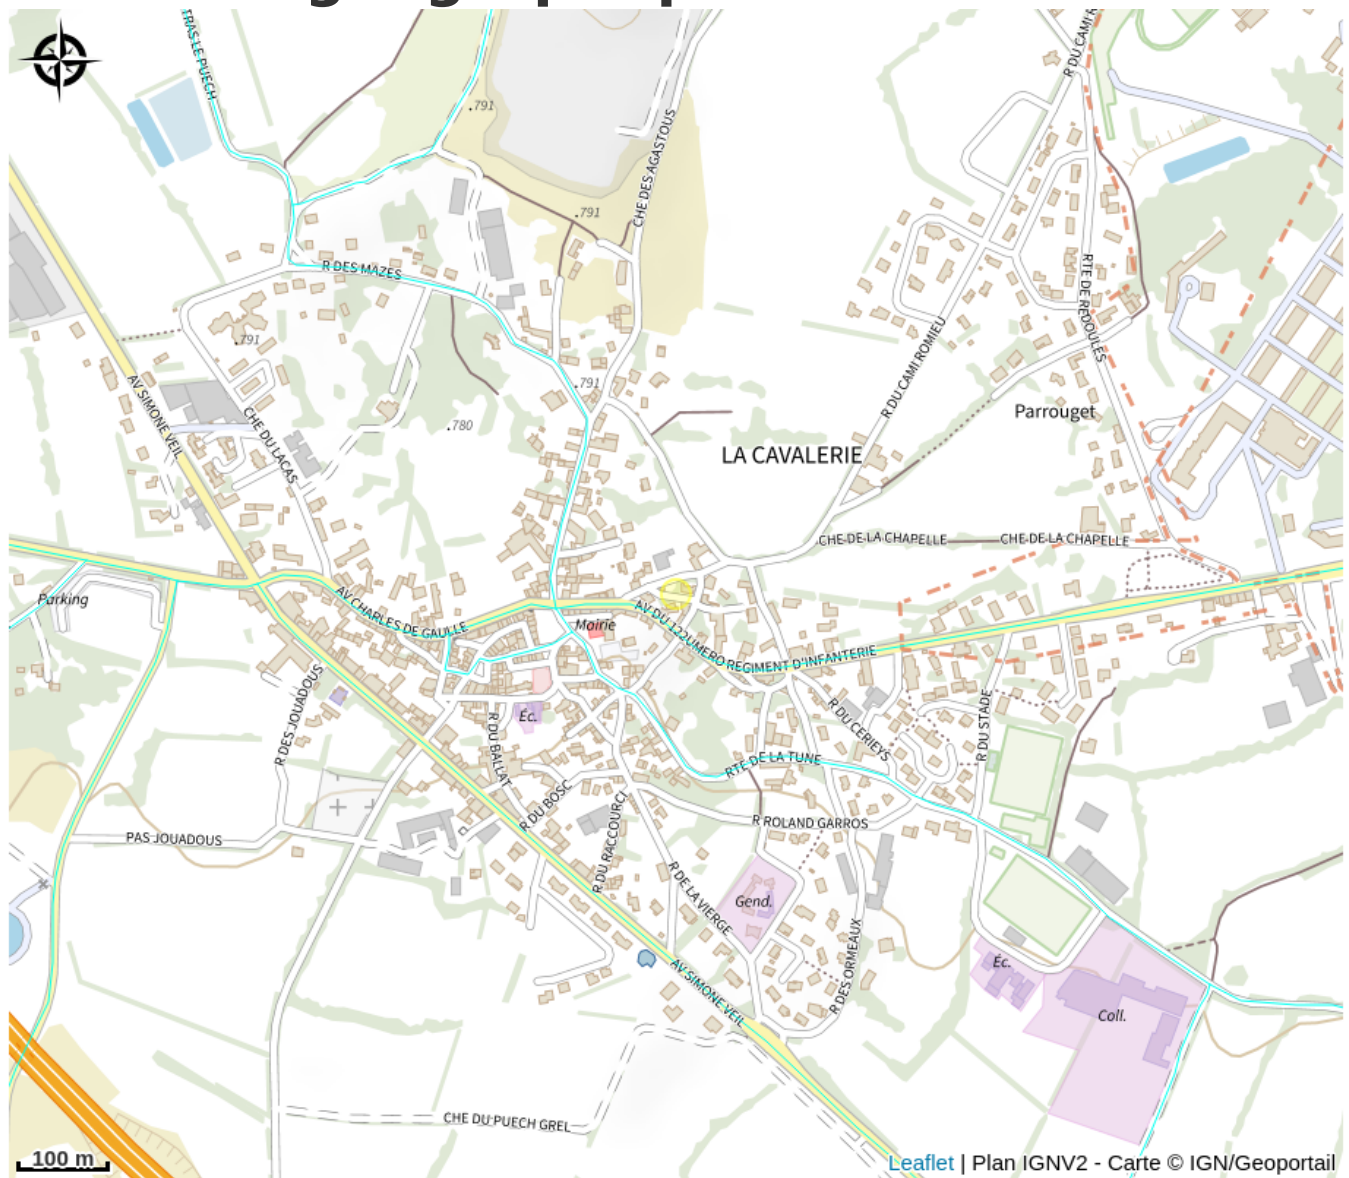 TRAS LE PUECH
R DU CAMI R
.791
CHE DES AGASTOUS
.791
R DES MAZES
RTE DE REDOULES
.791
R DU CAMI ROMIEU
AV SIMONE VEIL
.791
Parrouget
CHE DU LACAS
.780
LA CAVALERIE
CHE DE LA CHAPELLE
CHE DE LA CHAPELLE
Parking
AV CHARLES DE GAULLE
Mairie
AV DU 122UMERO REGIMENT D'INFANTERIE
R DES JOUADOUS
R DU BALLAT
Éc.
R DU CERIEYS
R DU STADE
RTE DE LA TUNE
R DU BOSC
R DU RACCOURCI
R ROLAND GARROS
PAS JOUADOUS
R DE LA VIERGE
Gend.
R DES ORMEAUX
AV SIMONE VEIL
Éc.
Coll.
CHE DU PUECH GREL
100 m
Leaflet | Plan IGNV2 - Carte © IGN/Geoportail